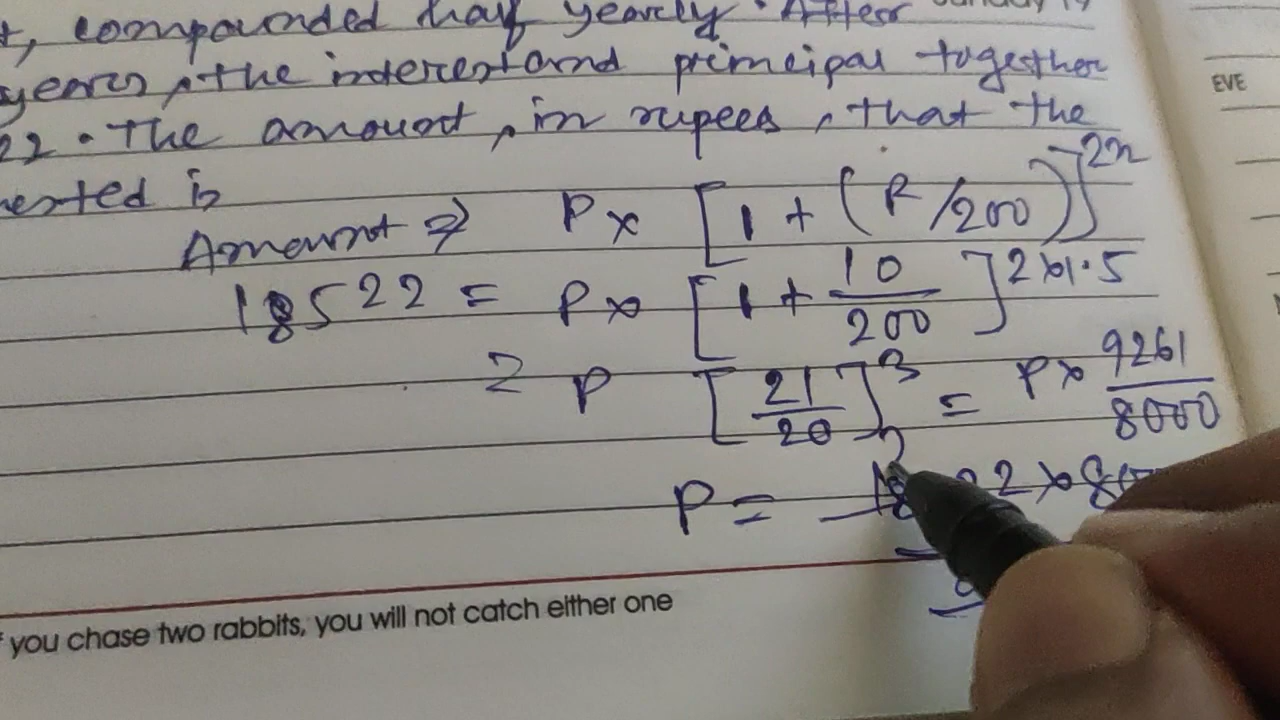 compounded half yearly. After
years, the interest and principal together
22. The amount, in rupees, that the
ested is
Amount ⇒ P × [1 + (R/200)]^2n
18522 = P × [1 + 10/200]^2×1.5
= P [21/20]^3 = P × 9261/8000
P =
you chase two rabbits, you will not catch either one
EVE